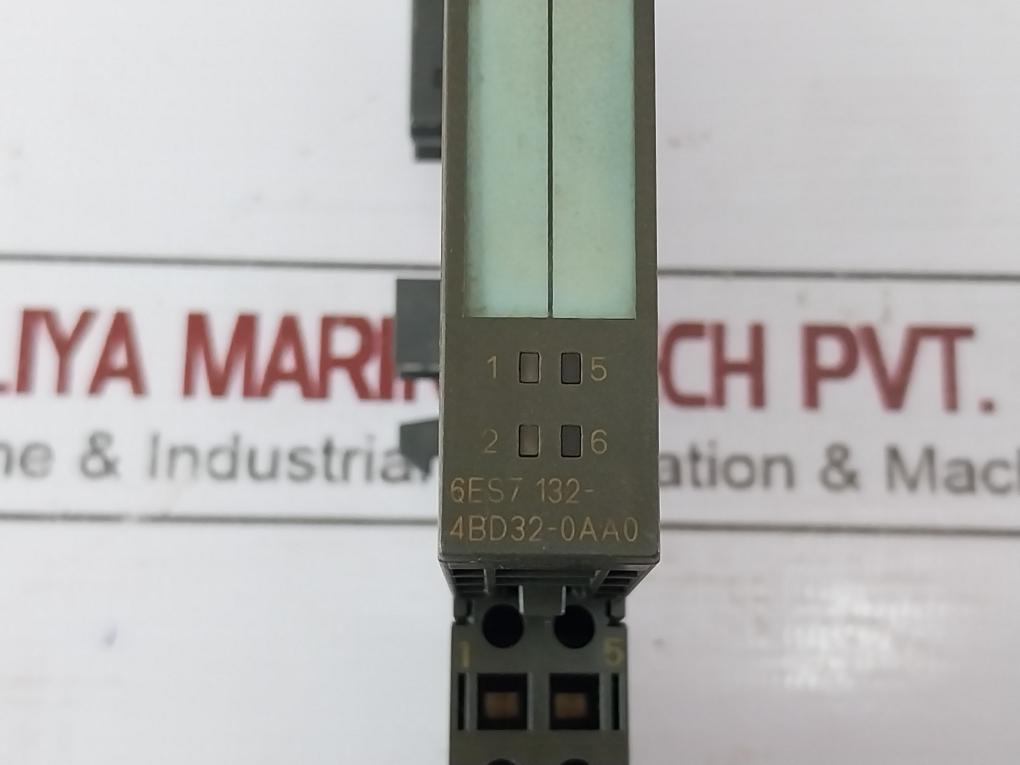 LIYA MARI CH PVT.
ne & Industria ation & Mac
1 5
2 6
6ES7 132-
4BD32-0AA0
1 5